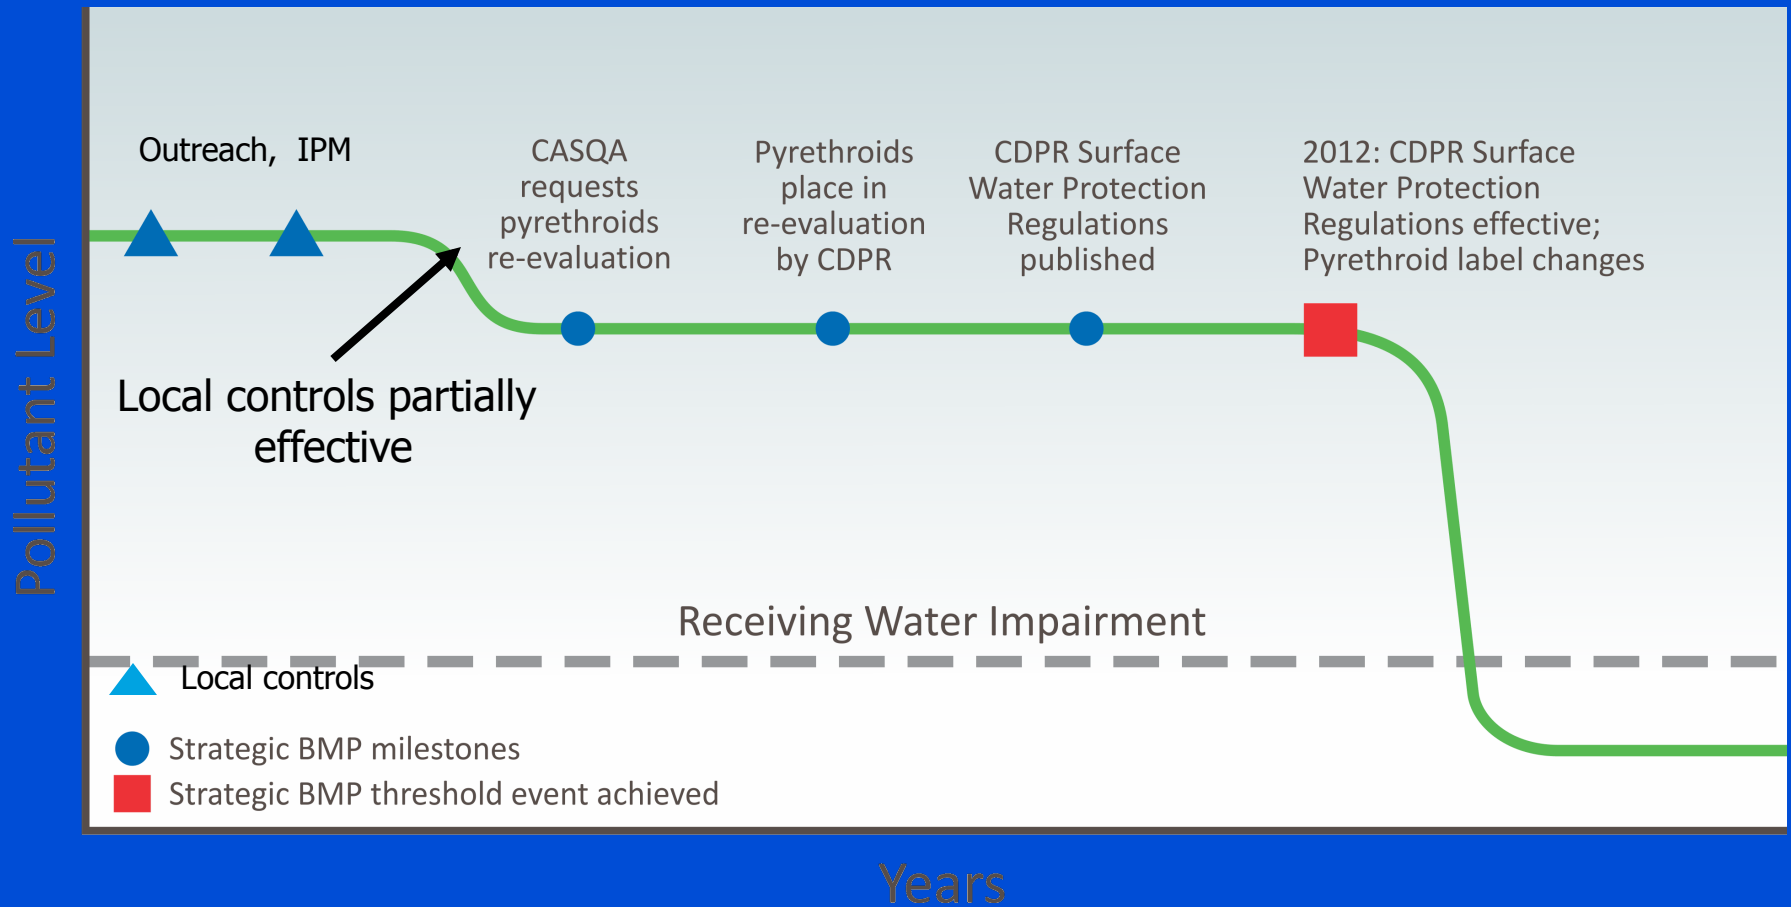 Outreach,  IPM
CASQA
requests
pyrethroids
re-evaluation
Pyrethroids
place in
re-evaluation
by CDPR
CDPR Surface
Water Protection
Regulations
published
2012: CDPR Surface
Water Protection
Regulations effective;
Pyrethroid label changes
Pollutant Level
Local controls partially
effective
Receiving Water Impairment
Local controls
Strategic BMP milestones
Strategic BMP threshold event achieved
Years